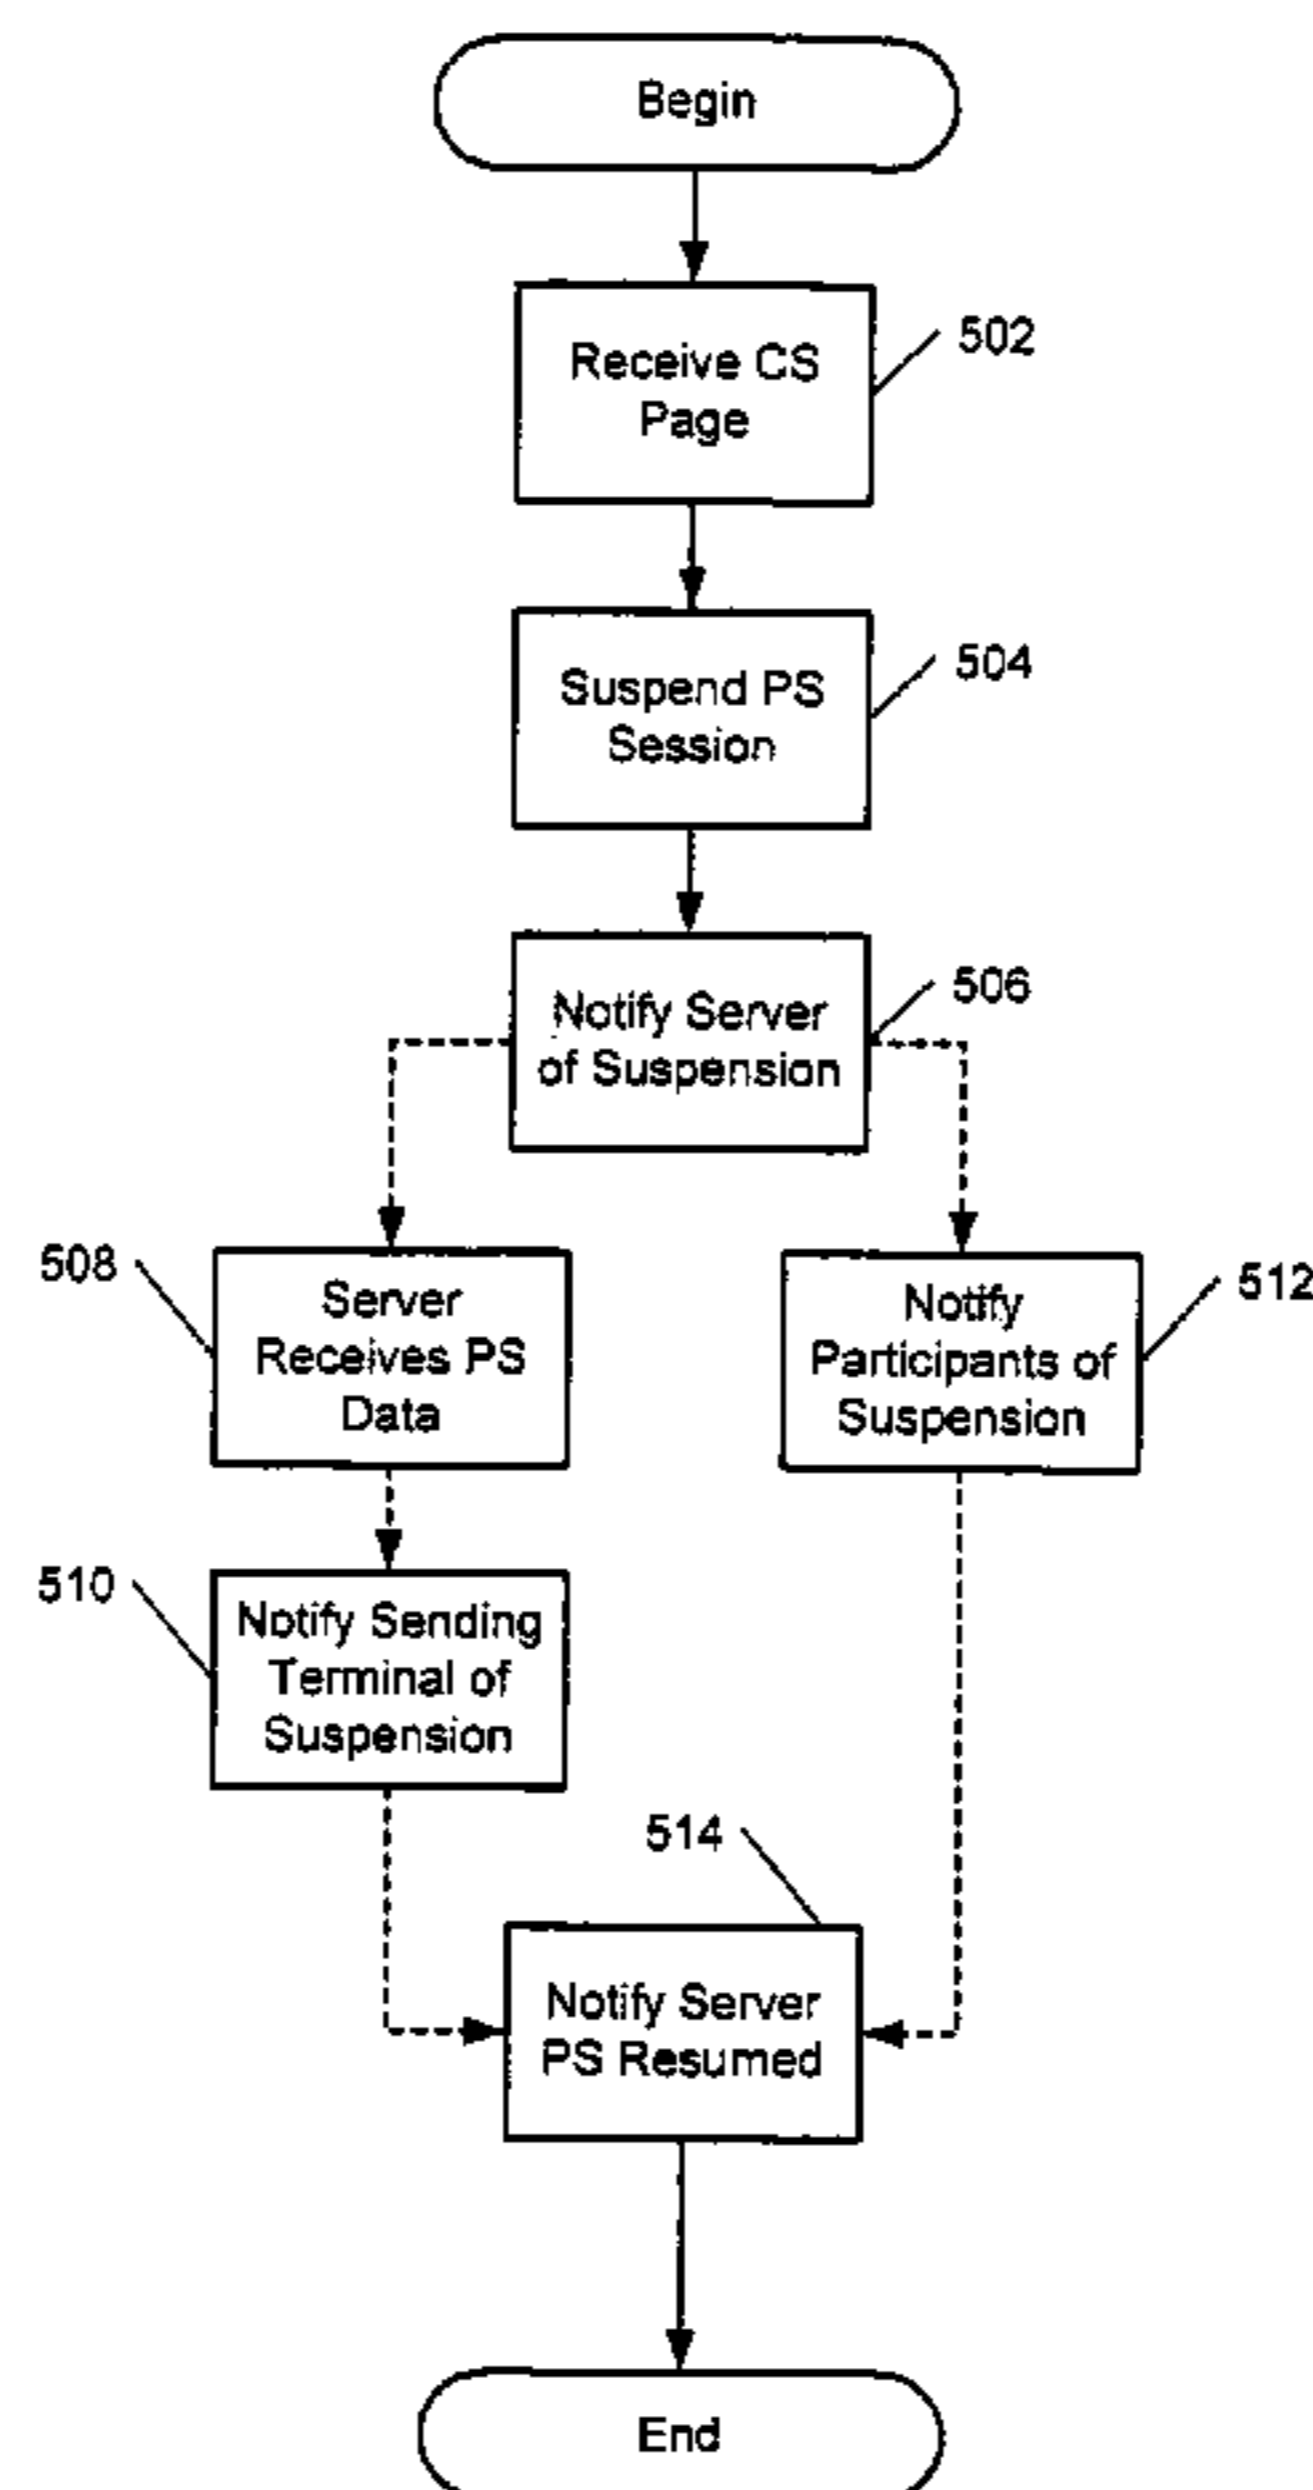 Begin
Receive CS
Page
502
Suspend PS
Session
504
Notify Server
of Suspension
506
508
Server
Receives PS
Data
Notify
Participants of
Suspension
512
510
Notify Sending
Terminal of
Suspension
514
Notify Server
PS Resumed
End